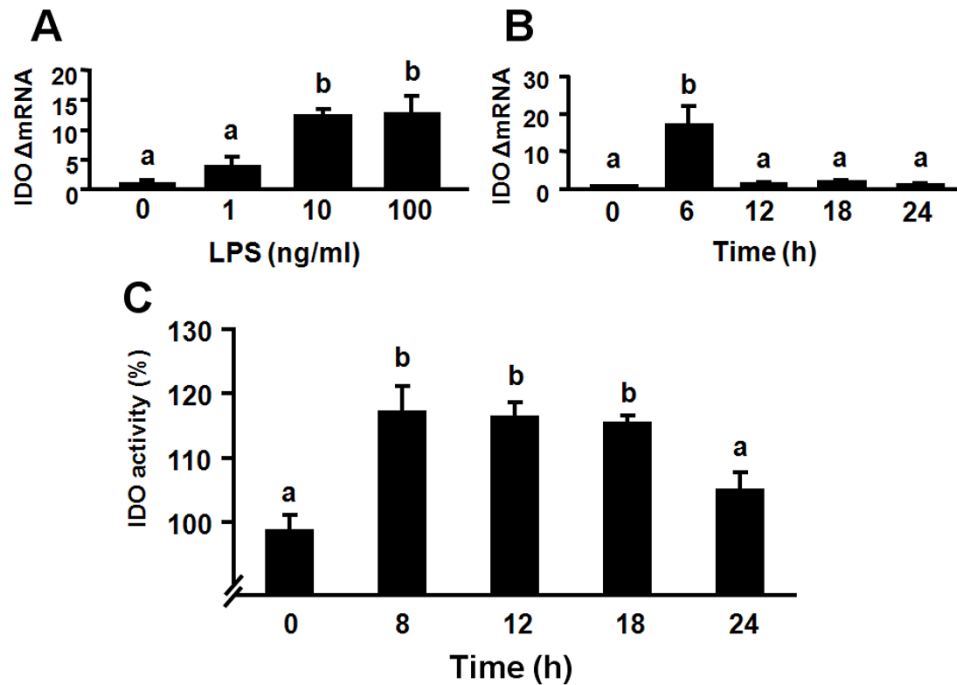 A
IDO ΔmRNA
20
15
10
5
0
a
a
b
b
0 1 10 100
LPS (ng/ml)
B
IDO ΔmRNA
30
20
10
0
a
b
a
a
a
0 6 12 18 24
Time (h)
C
IDO activity (%)
130
120
110
100
a
b
b
b
a
0 8 12 18 24
Time (h)